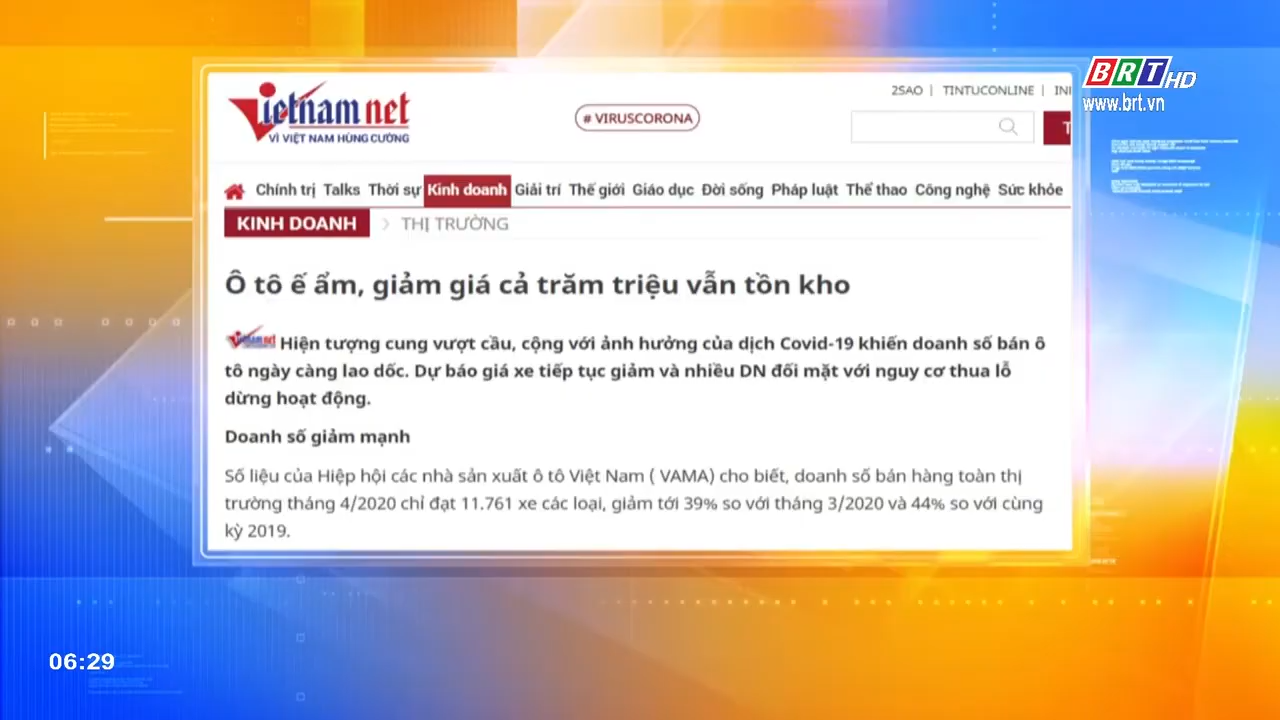 BRT HD
www.brt.vn
Vietnamnet
VÌ VIỆT NAM HÙNG CƯỜNG
# VIRUSCORONA
2SAO | TINTUCONLINE |
Chính trị Talks Thời sự Kinh doanh Giải trí Thế giới Giáo dục Đời sống Pháp luật Thể thao Công nghệ Sức khỏe
KINH DOANH › THỊ TRƯỜNG
Ô tô ế ẩm, giảm giá cả trăm triệu vẫn tồn kho
Vietnamnet Hiện tượng cung vượt cầu, cộng với ảnh hưởng của dịch Covid-19 khiến doanh số bán ô
tô ngày càng lao dốc. Dự báo giá xe tiếp tục giảm và nhiều DN đối mặt với nguy cơ thua lỗ
dừng hoạt động.
Doanh số giảm mạnh
Số liệu của Hiệp hội các nhà sản xuất ô tô Việt Nam ( VAMA) cho biết, doanh số bán hàng toàn thị
trường tháng 4/2020 chỉ đạt 11.761 xe các loại, giảm tới 39% so với tháng 3/2020 và 44% so với cùng
kỳ 2019.
06:29